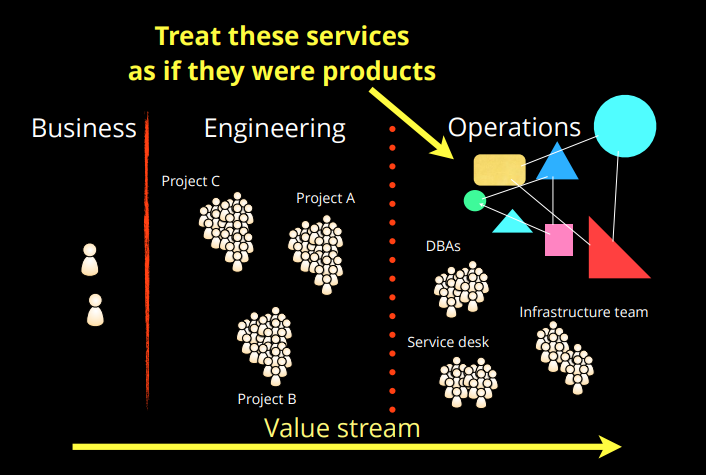 Treat these services
as if they were products
Business
Engineering
Operations
Project C
Project A
DBAs
Infrastructure team
Service desk
Project B
Value stream